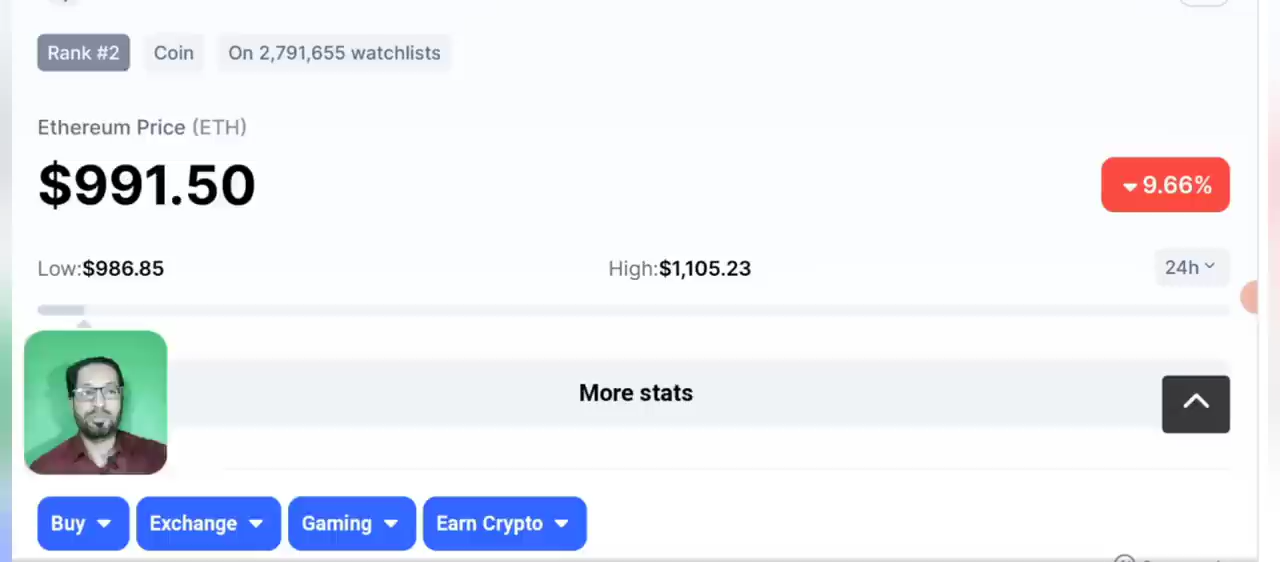 Rank #2 Coin On 2,791,655 watchlists
Ethereum Price (ETH)
$991.50 9.66%
Low:$986.85 High:$1,105.23 24h
More stats
Buy Exchange Gaming Earn Crypto